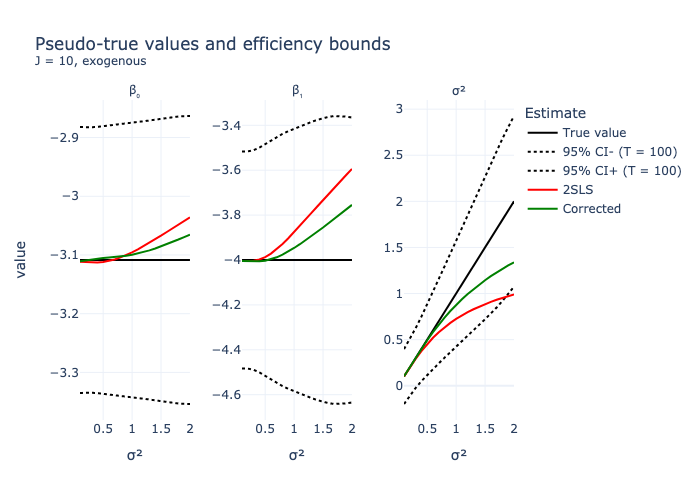 Pseudo-true values and efficiency bounds
J = 10, exogenous
β₀
β₁
σ²
value
−2.9
−3
−3.1
−3.2
−3.3
0.5
1
1.5
2
σ²
−3.4
−3.6
−3.8
−4
−4.2
−4.4
−4.6
0.5
1
1.5
2
σ²
3
2.5
2
1.5
1
0.5
0
0.5
1
1.5
2
σ²
Estimate
True value
95% CI- (T = 100)
95% CI+ (T = 100)
2SLS
Corrected